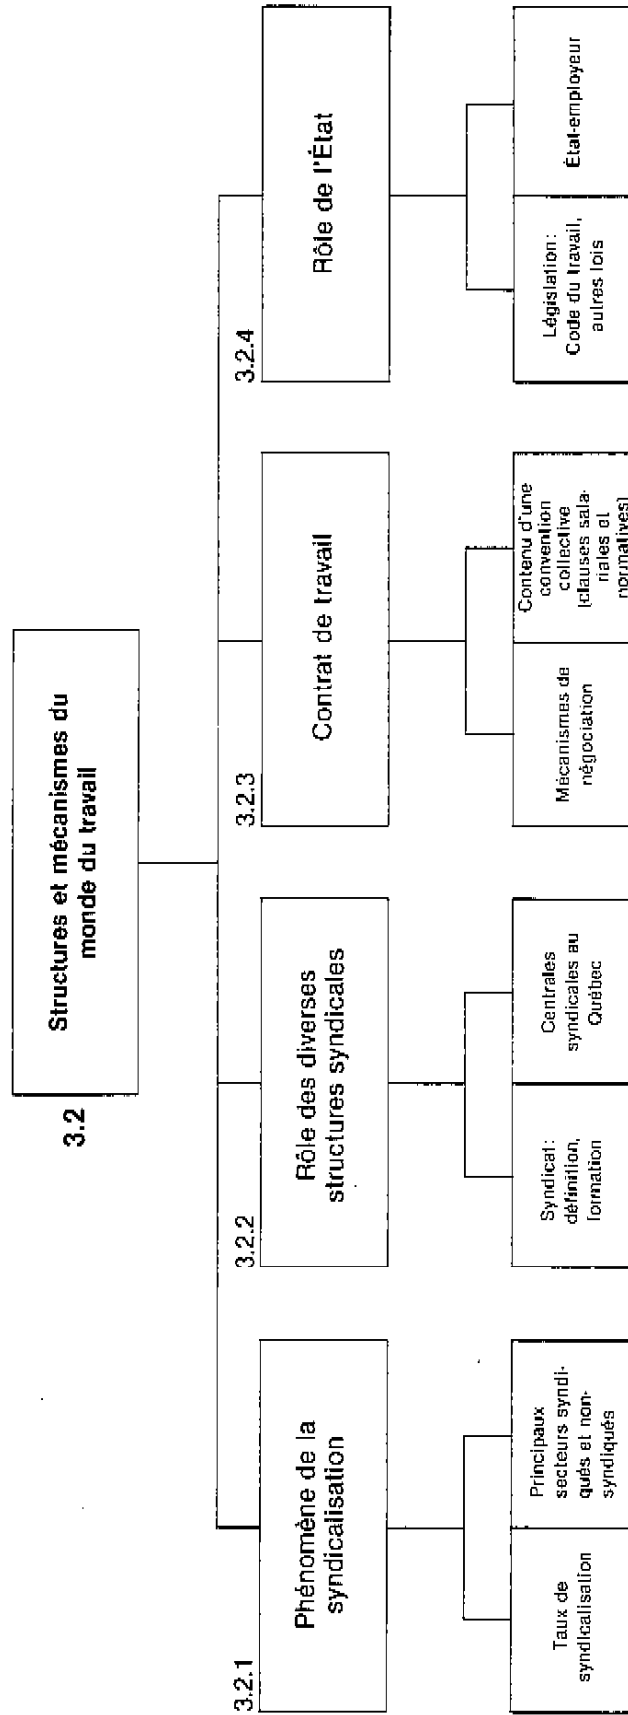 3.2
Structures et mécanismes du
monde du travail
3.2.1
Phénomène de la
syndicalisation
Taux de
syndicalisation
Principaux
secteurs syndi-
qués et non-
syndiqués
3.2.2
Rôle des diverses
structures syndicales
Syndicat:
définition,
formation
Centrales
syndicales au
Québec
3.2.3
Contrat de travail
Mécanismes de
négociation
Contenu d'une
convention
collective
(clauses sala-
riales et
normatives)
3.2.4
Rôle de l'État
Législation:
Code du travail,
autres lois
État-employeur